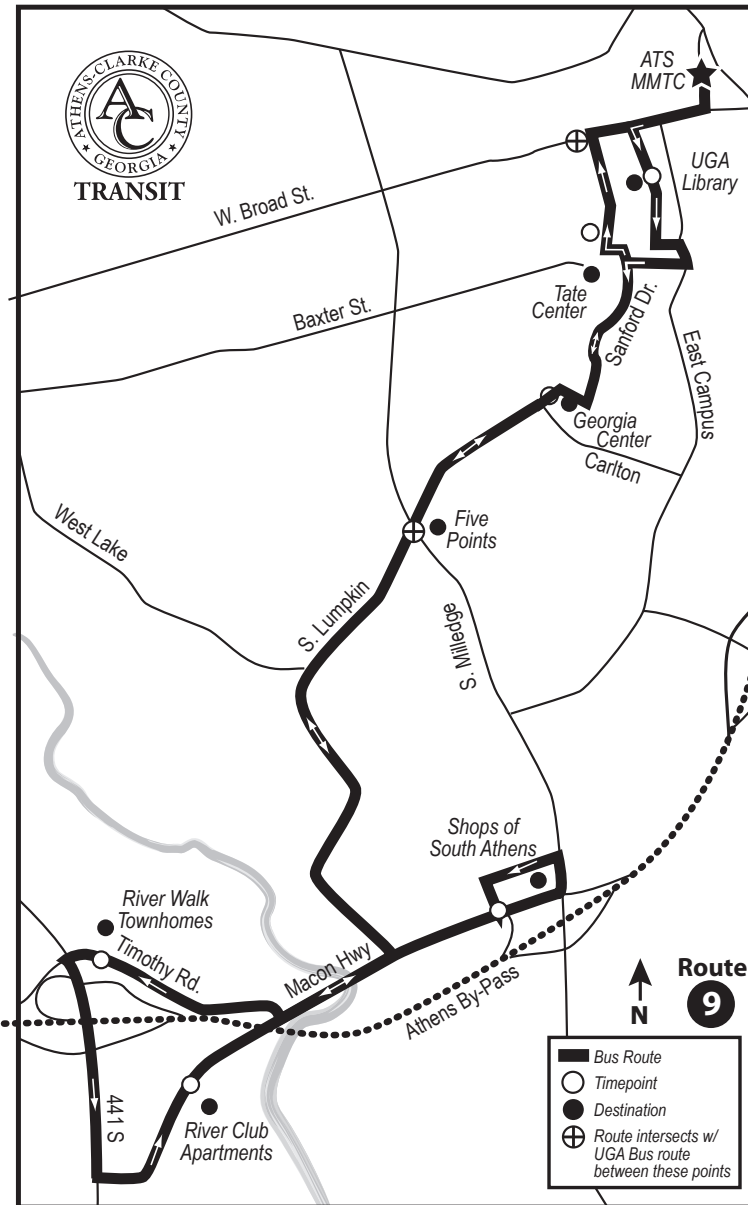 ATHENS-CLARKE COUNTY
AC
GEORGIA
TRANSIT
ATS
MMTC
UGA
Library
W. Broad St.
Baxter St.
Tate
Center
Sanford Dr.
East Campus
Georgia
Center
Carlton
Five
Points
West Lake
S. Lumpkin
S. Milledge
Shops of
South Athens
River Walk
Townhomes
Timothy Rd.
Macon Hwy
Athens By-Pass
441 S
River Club
Apartments
N
Route
9
Bus Route
Timepoint
Destination
Route intersects w/
UGA Bus route
between these points